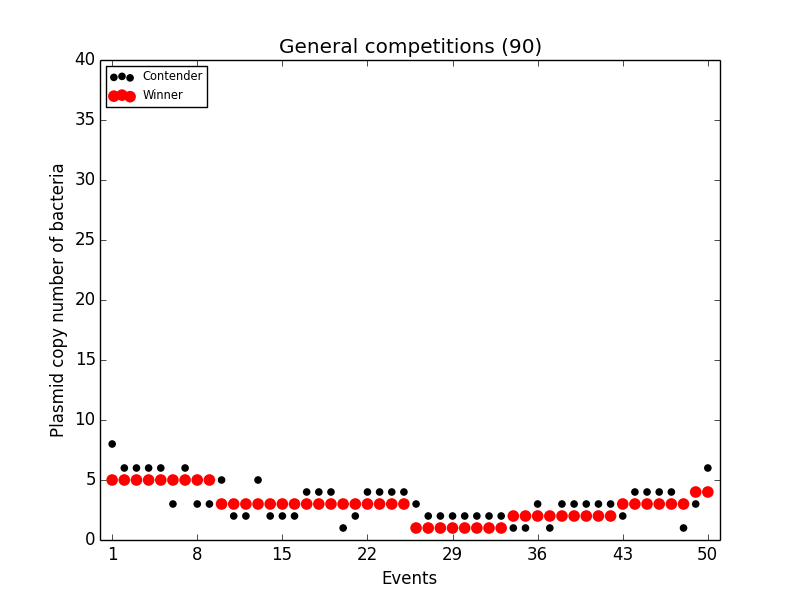 General competitions (90)
Contender
Winner
Plasmid copy number of bacteria
40
35
30
25
20
15
10
5
0
1 8 15 22 29 36 43 50
Events